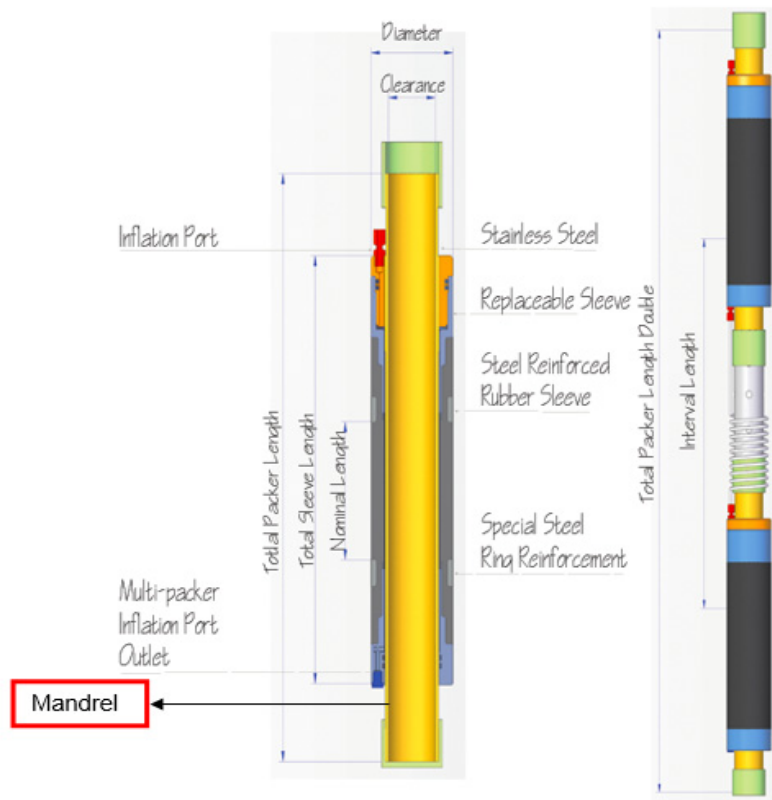 Diameter
Clearance
Inflation Port
Stainless Steel
Replaceable Sleeve
Steel Reinforced
Rubber Sleeve
Total Packer Length
Total Sleeve Length
Nominal Length
Special Steel
Ring Reinforcement
Multi-packer
Inflation Port
Outlet
Mandrel
Total Packer Length Double
Interval Length